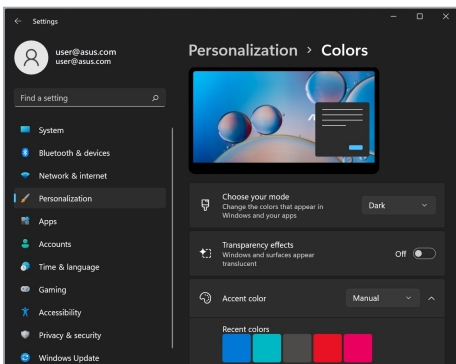 Settings
user@asus.com
user@asus.com
Find a setting
System
Bluetooth & devices
Network & internet
Personalization
Apps
Accounts
Time & language
Gaming
Accessibility
Privacy & security
Windows Update
Personalization > Colors
Choose your mode
Change the colors that appear in
Windows and your apps
Dark
Transparency effects
Windows and surfaces appear
translucent
Off
Accent color
Manual
Recent colors